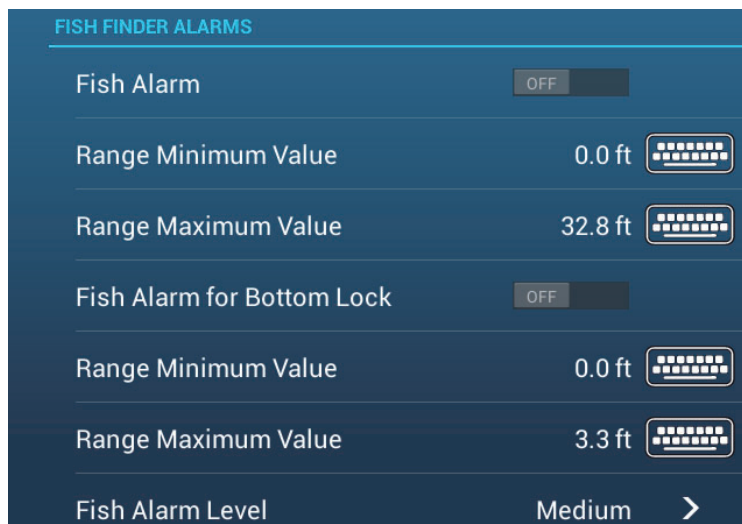 FISH FINDER ALARMS
Fish Alarm OFF
Range Minimum Value 0.0 ft
Range Maximum Value 32.8 ft
Fish Alarm for Bottom Lock OFF
Range Minimum Value 0.0 ft
Range Maximum Value 3.3 ft
Fish Alarm Level Medium